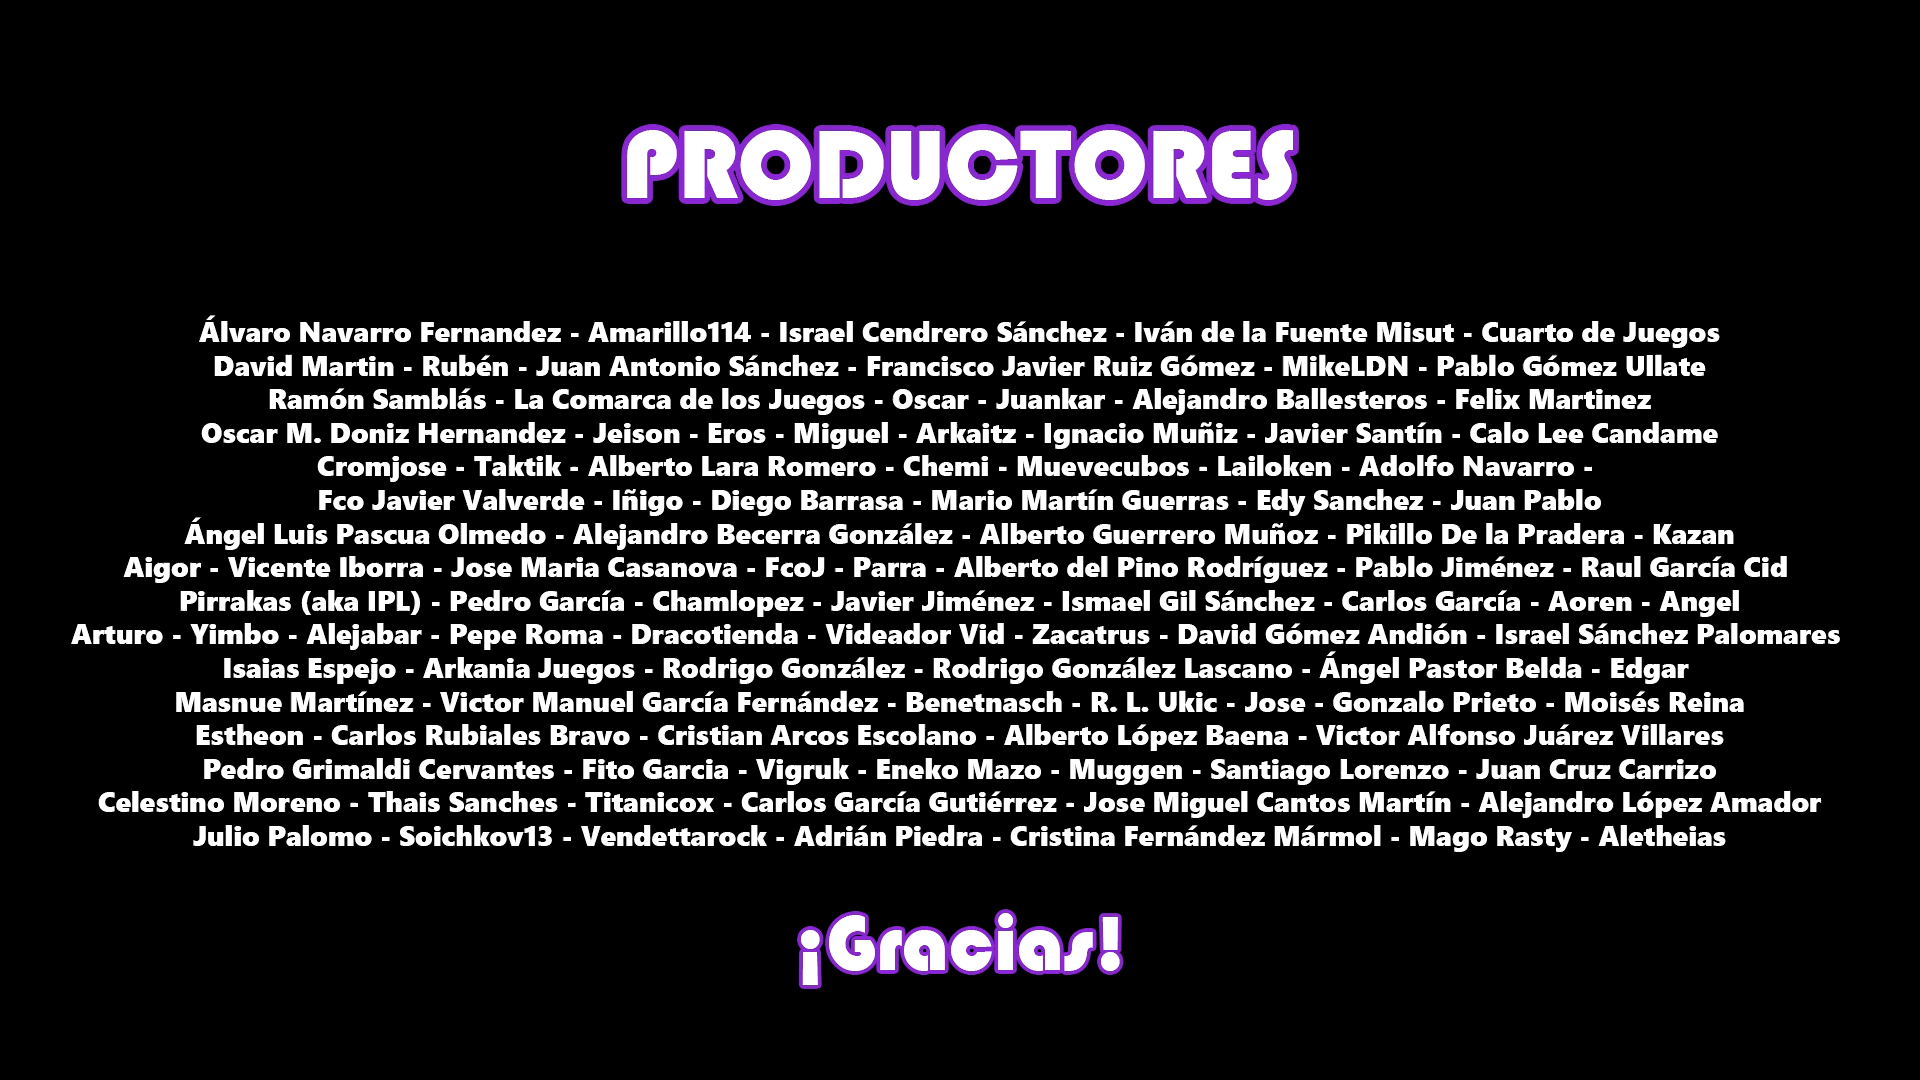 PRODUCTORES
Álvaro Navarro Fernandez - Amarillo114 - Israel Cendrero Sánchez - Iván de la Fuente Misut - Cuarto de Juegos
David Martin - Rubén - Juan Antonio Sánchez - Francisco Javier Ruiz Gómez - MikeLDN - Pablo Gómez Ullate
Ramón Samblás - La Comarca de los Juegos - Oscar - Juankar - Alejandro Ballesteros - Felix Martinez
Oscar M. Doniz Hernandez - Jeison - Eros - Miguel - Arkaitz - Ignacio Muñiz - Javier Santín - Calo Lee Candame
Cromjose - Taktik - Alberto Lara Romero - Chemi - Muevecubos - Lailoken - Adolfo Navarro -
Fco Javier Valverde - Iñigo - Diego Barrasa - Mario Martín Guerras - Edy Sanchez - Juan Pablo
Ángel Luis Pascua Olmedo - Alejandro Becerra González - Alberto Guerrero Muñoz - Pikillo De la Pradera - Kazan
Aigor - Vicente Iborra - Jose Maria Casanova - FcoJ - Parra - Alberto del Pino Rodríguez - Pablo Jiménez - Raul García Cid
Pirrakas (aka IPL) - Pedro García - Chamlopez - Javier Jiménez - Ismael Gil Sánchez - Carlos García - Aoren - Angel
Arturo - Yimbo - Alejabar - Pepe Roma - Dracotienda - Videador Vid - Zacatrus - David Gómez Andión - Israel Sánchez Palomares
Isaias Espejo - Arkania Juegos - Rodrigo González - Rodrigo González Lascano - Ángel Pastor Belda - Edgar
Masnue Martínez - Victor Manuel García Fernández - Benetnasch - R. L. Ukic - Jose - Gonzalo Prieto - Moisés Reina
Estheon - Carlos Rubiales Bravo - Cristian Arcos Escolano - Alberto López Baena - Victor Alfonso Juárez Villares
Pedro Grimaldi Cervantes - Fito Garcia - Vigruk - Eneko Mazo - Muggen - Santiago Lorenzo - Juan Cruz Carrizo
Celestino Moreno - Thais Sanches - Titanicox - Carlos García Gutiérrez - Jose Miguel Cantos Martín - Alejandro López Amador
Julio Palomo - Soichkov13 - Vendettarock - Adrián Piedra - Cristina Fernández Mármol - Mago Rasty - Aletheias
¡Gracias!